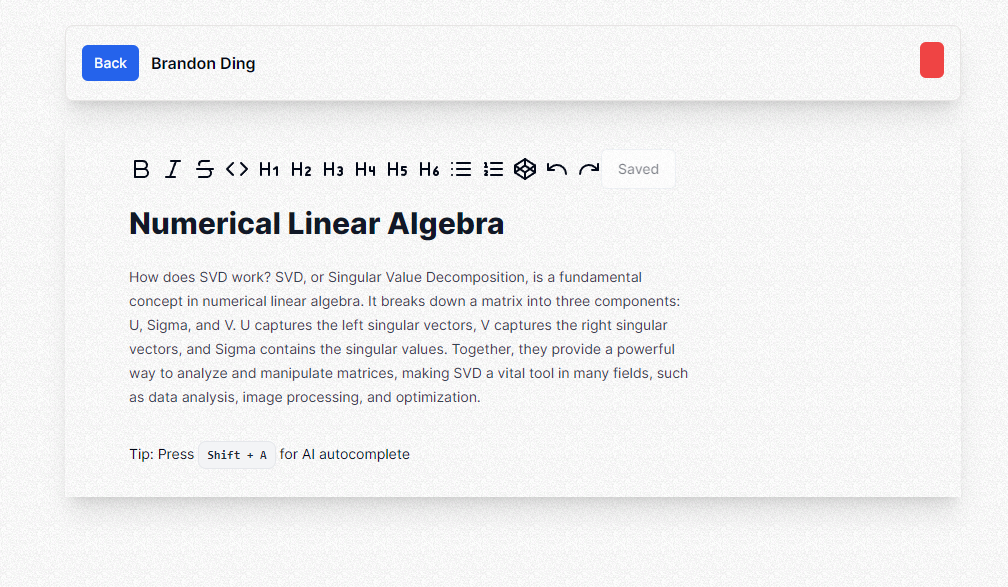 Back Brandon Ding
B I S <> H1 H2 H3 H4 H5 H6 Saved
Numerical Linear Algebra
How does SVD work? SVD, or Singular Value Decomposition, is a fundamental
concept in numerical linear algebra. It breaks down a matrix into three components:
U, Sigma, and V. U captures the left singular vectors, V captures the right singular
vectors, and Sigma contains the singular values. Together, they provide a powerful
way to analyze and manipulate matrices, making SVD a vital tool in many fields, such
as data analysis, image processing, and optimization.
Tip: Press Shift + A for AI autocomplete